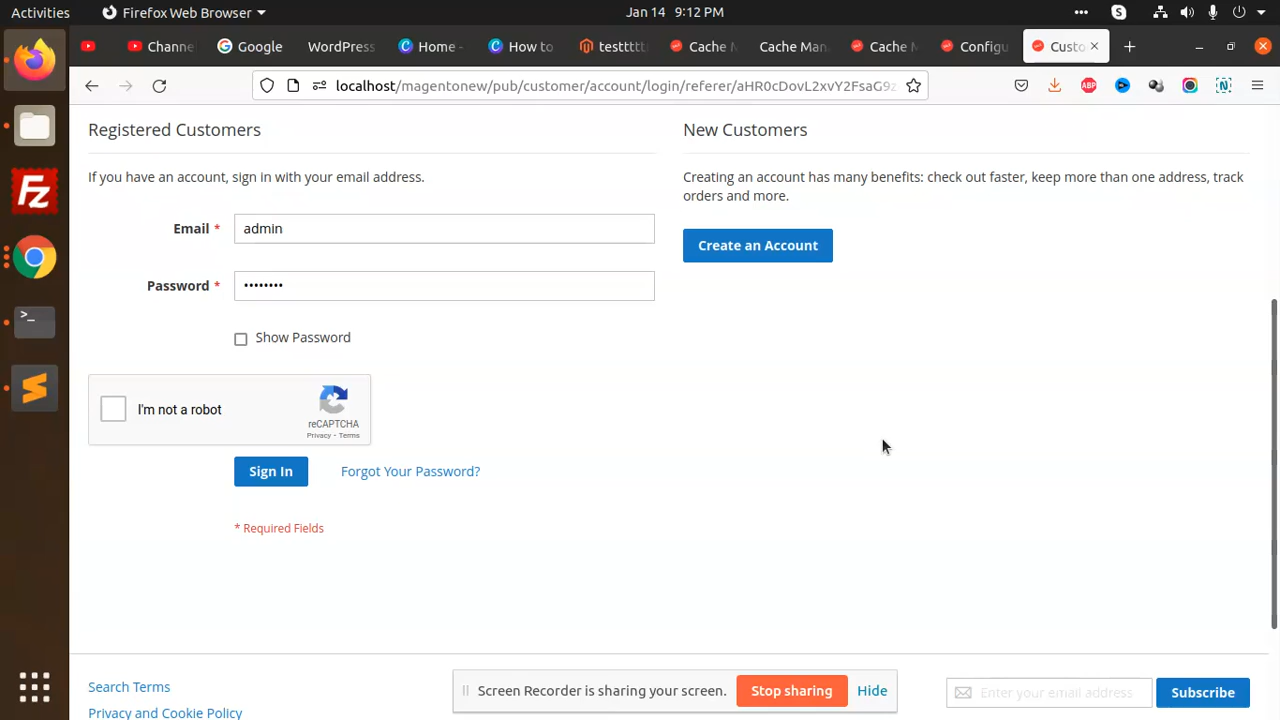 Activities Firefox Web Browser Jan 14 9:12 PM
Channe Google WordPress Home - How to testtttt Cache M Cache Man Cache M Configu Custo
localhost/magentonew/pub/customer/account/login/referer/aHR0cDovL2xvY2FsaG9z ABP N
Registered Customers
If you have an account, sign in with your email address.
Email * admin
Password * ••••••••
Show Password
I'm not a robot
reCAPTCHA
Privacy - Terms
Sign In Forgot Your Password?
* Required Fields
New Customers
Creating an account has many benefits: check out faster, keep more than one address, track
orders and more.
Create an Account
Screen Recorder is sharing your screen. Stop sharing Hide
Search Terms
Privacy and Cookie Policy
Enter your email address Subscribe